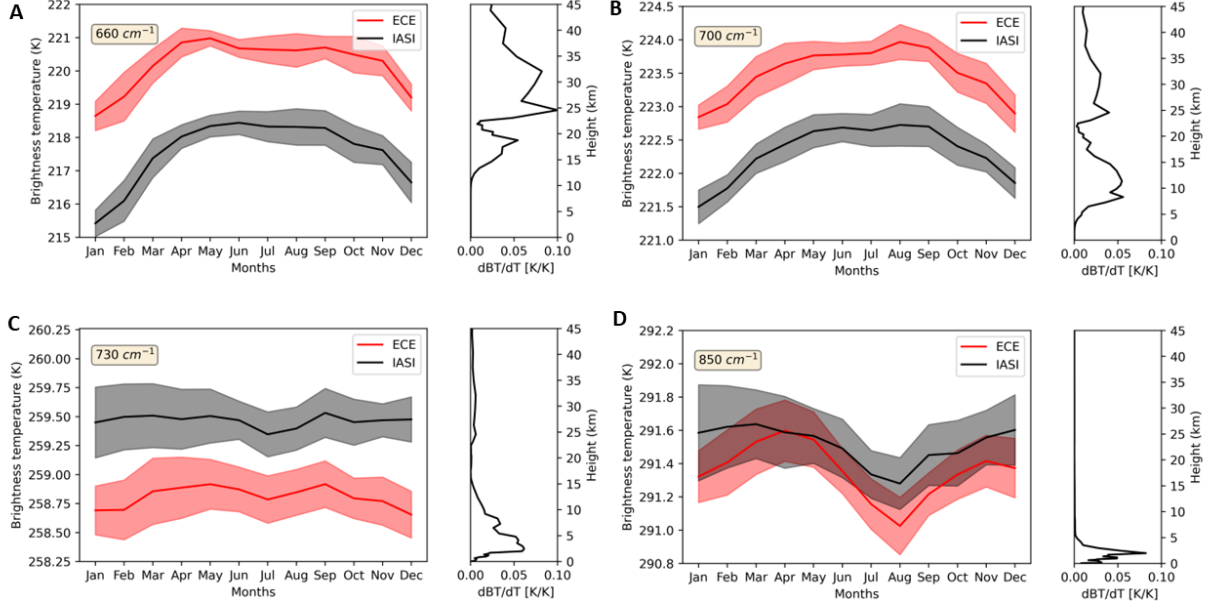 A
660 cm⁻¹
ECE
IASI
222
221
220
219
218
217
216
215
Brightness temperature (K)
Jan Feb Mar Apr May Jun Jul Aug Sep Oct Nov Dec
Months
45
40
35
30
25
20
15
10
5
0
Height (km)
0.00 0.05 0.10
dBT/dT [K/K]
B
700 cm⁻¹
ECE
IASI
224.5
224.0
223.5
223.0
222.5
222.0
221.5
221.0
Brightness temperature (K)
Jan Feb Mar Apr May Jun Jul Aug Sep Oct Nov Dec
Months
45
40
35
30
25
20
15
10
5
0
Height (km)
0.00 0.05 0.10
dBT/dT [K/K]
C
730 cm⁻¹
ECE
IASI
260.25
260.00
259.75
259.50
259.25
259.00
258.75
258.50
258.25
Brightness temperature (K)
Jan Feb Mar Apr May Jun Jul Aug Sep Oct Nov Dec
Months
45
40
35
30
25
20
15
10
5
0
Height (km)
0.00 0.05 0.10
dBT/dT [K/K]
D
850 cm⁻¹
ECE
IASI
292.2
292.0
291.8
291.6
291.4
291.2
291.0
290.8
Brightness temperature (K)
Jan Feb Mar Apr May Jun Jul Aug Sep Oct Nov Dec
Months
45
40
35
30
25
20
15
10
5
0
Height (km)
0.00 0.05 0.10
dBT/dT [K/K]